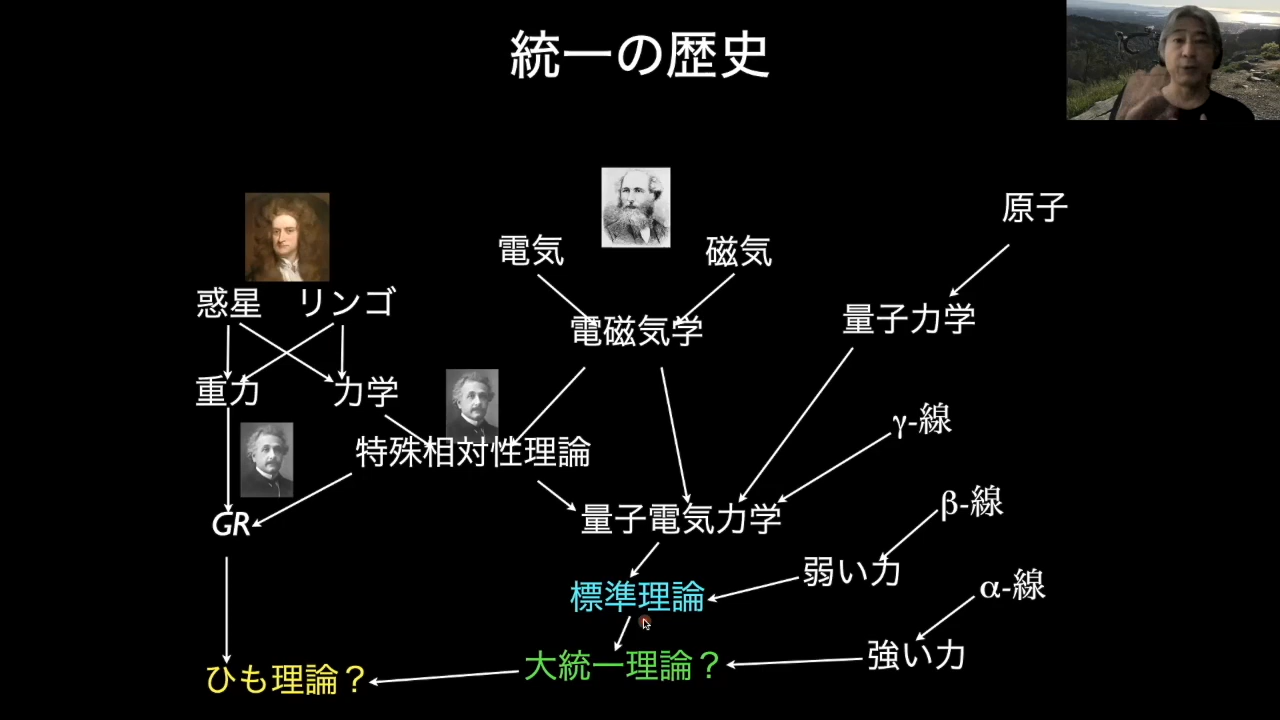 統一の歴史
原子
電気
磁気
惑星
リンゴ
電磁気学
量子力学
重力
力学
γ-線
特殊相対性理論
β-線
GR
量子電気力学
弱い力
α-線
標準理論
強い力
大統一理論?
ひも理論?